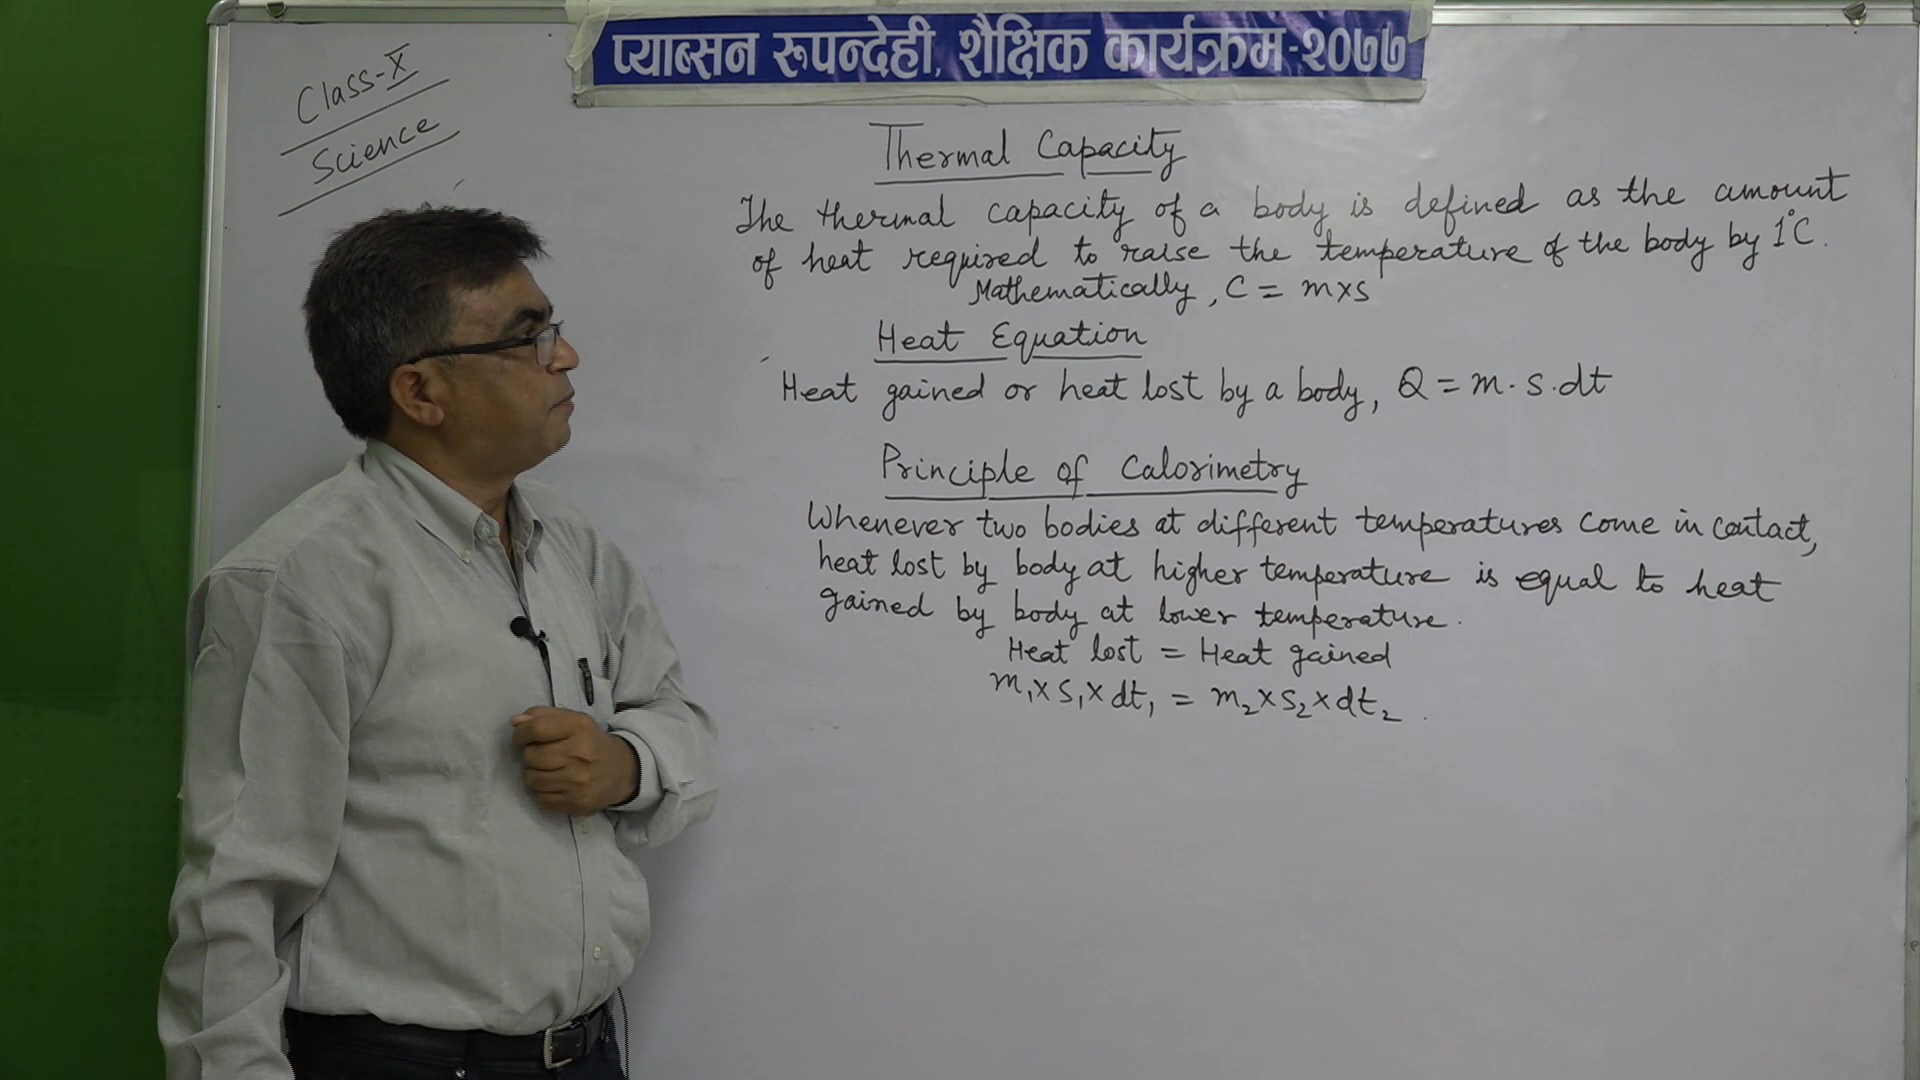 प्याब्सन रुपन्देही, शैक्षिक कार्यक्रम-२०७७
Class-X
Science
Thermal Capacity
The thermal capacity of a body is defined as the amount
of heat required to raise the temperature of the body by 1°C.
Mathematically, C = m×s
Heat Equation
Heat gained or heat lost by a body, Q = m·s·dt
Principle of Calorimetry
Whenever two bodies at different temperatures come in contact,
heat lost by body at higher temperature is equal to heat
gained by body at lower temperature.
Heat lost = Heat gained
m₁×s₁×dt₁ = m₂×s₂×dt₂.